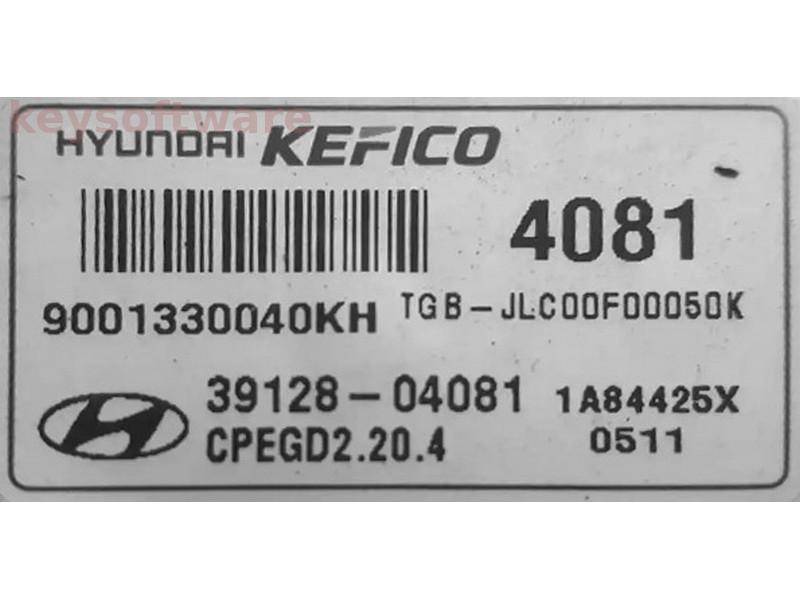 keysoftware
HYUNDAI KEFICO
4081
9001330040KH TGB-JLC00F00050K
39128-04081 1A84425X
CPEGD2.20.4 0511